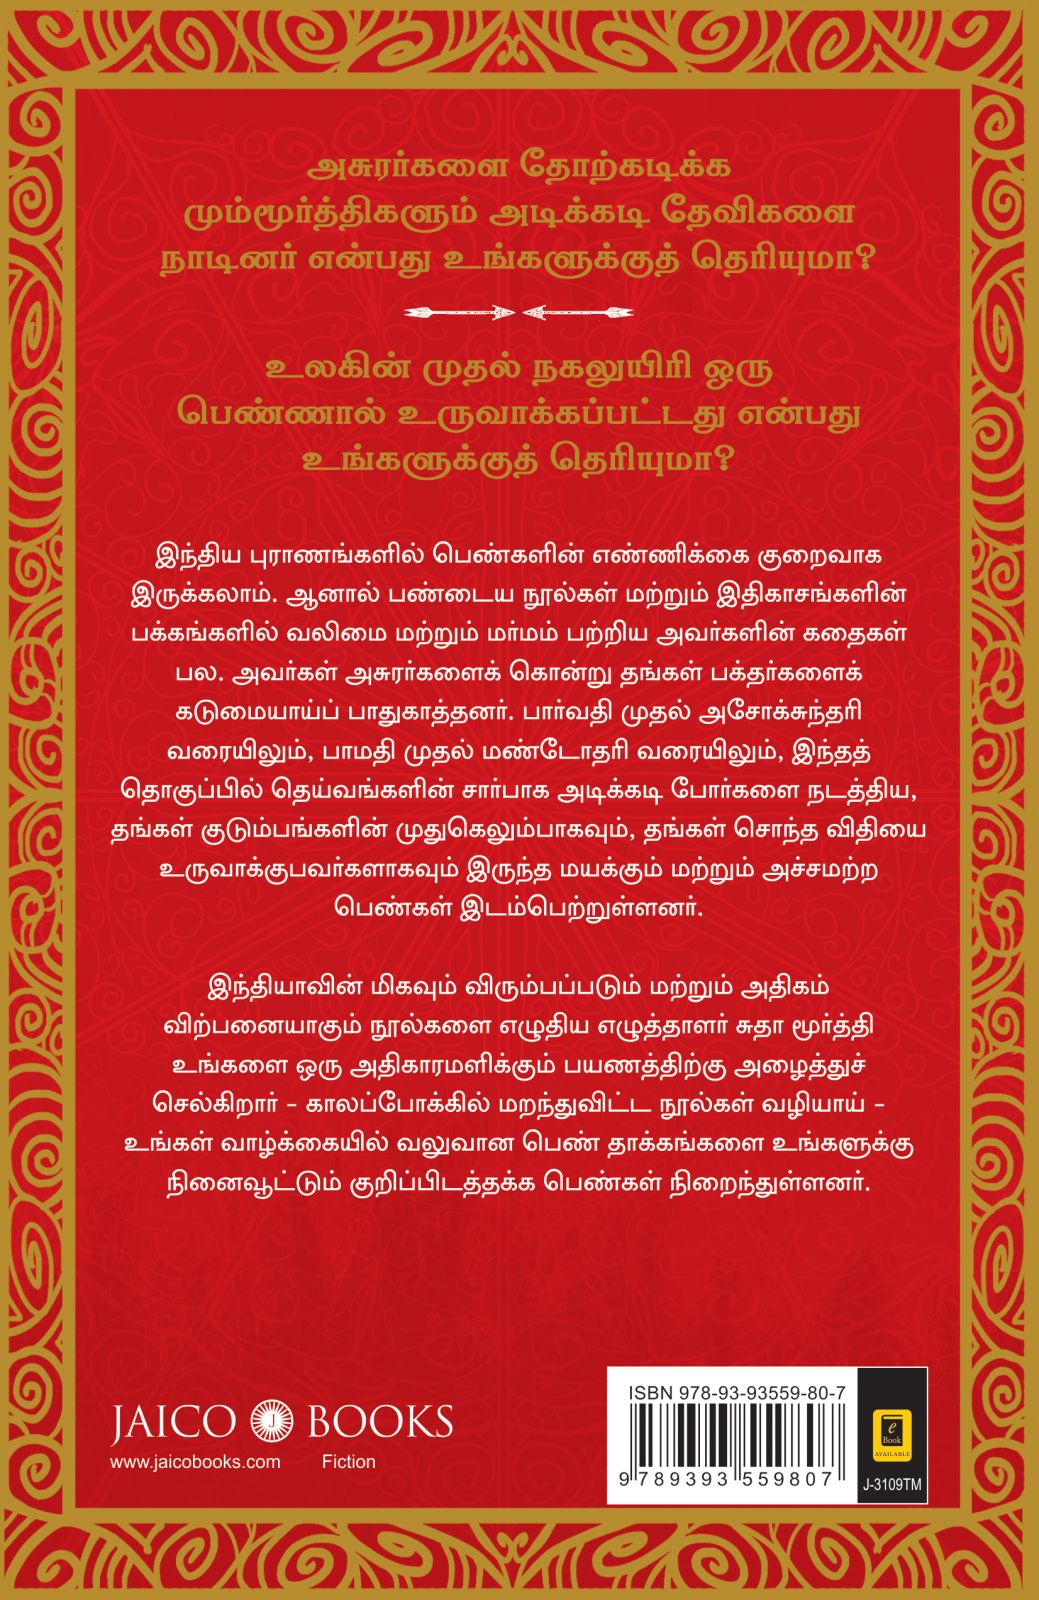 அசுரர்களை தோற்கடிக்க
மும்மூர்த்திகளும் அடிக்கடி தேவிகளை
நாடினர் என்பது உங்களுக்குத் தெரியுமா?
உலகின் முதல் நகலுயிரி ஒரு
பெண்ணால் உருவாக்கப்பட்டது என்பது
உங்களுக்குத் தெரியுமா?
இந்திய புராணங்களில் பெண்களின் எண்ணிக்கை குறைவாக
இருக்கலாம். ஆனால் பண்டைய நூல்கள் மற்றும் இதிகாசங்களின்
பக்கங்களில் வலிமை மற்றும் மர்மம் பற்றிய அவர்களின் கதைகள்
பல. அவர்கள் அசுரர்களைக் கொன்று தங்கள் பக்தர்களைக்
கடுமையாய்ப் பாதுகாத்தனர். பார்வதி முதல் அசோக்சுந்தரி
வரையிலும், பாமதி முதல் மண்டோதரி வரையிலும், இந்தத்
தொகுப்பில் தெய்வங்களின் சார்பாக அடிக்கடி போர்களை நடத்திய,
தங்கள் குடும்பங்களின் முதுகெலும்பாகவும், தங்கள் சொந்த விதியை
உருவாக்குபவர்களாகவும் இருந்த மயக்கும் மற்றும் அச்சமற்ற
பெண்கள் இடம்பெற்றுள்ளனர்.
இந்தியாவின் மிகவும் விரும்பப்படும் மற்றும் அதிகம்
விற்பனையாகும் நூல்களை எழுதிய எழுத்தாளர் சுதா மூர்த்தி
உங்களை ஒரு அதிகாரமளிக்கும் பயணத்திற்கு அழைத்துச்
செல்கிறார் – காலப்போக்கில் மறந்துவிட்ட நூல்கள் வழியாய் –
உங்கள் வாழ்க்கையில் வலுவான பெண் தாக்கங்களை உங்களுக்கு
நினைவூட்டும் குறிப்பிடத்தக்க பெண்கள் நிறைந்துள்ளனர்.
JAICO J BOOKS
www.jaicobooks.com Fiction
ISBN 978-93-93559-80-7
9 789393 559807
e
Book
AVAILABLE
J-3109TM